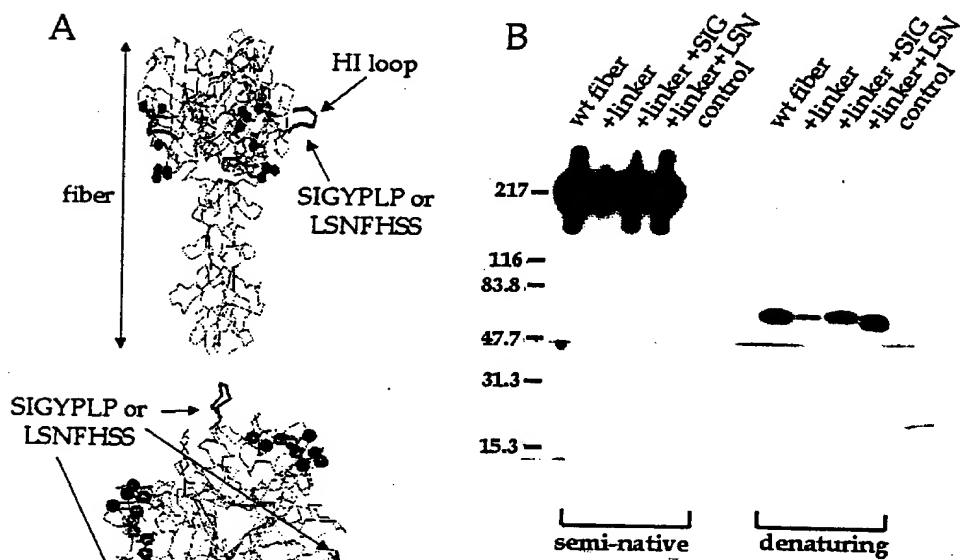 A
HI loop
fiber
SIGYPLP or
LSNFHSS
SIGYPLP or
LSNFHSS
B
wt fiber
+linker
+linker +SIG
+linker+LSN
control
wt fiber
+linker
+linker +SIG
+linker+LSN
control
217
116
83.8
47.7
31.3
15.3
semi-native
denaturing